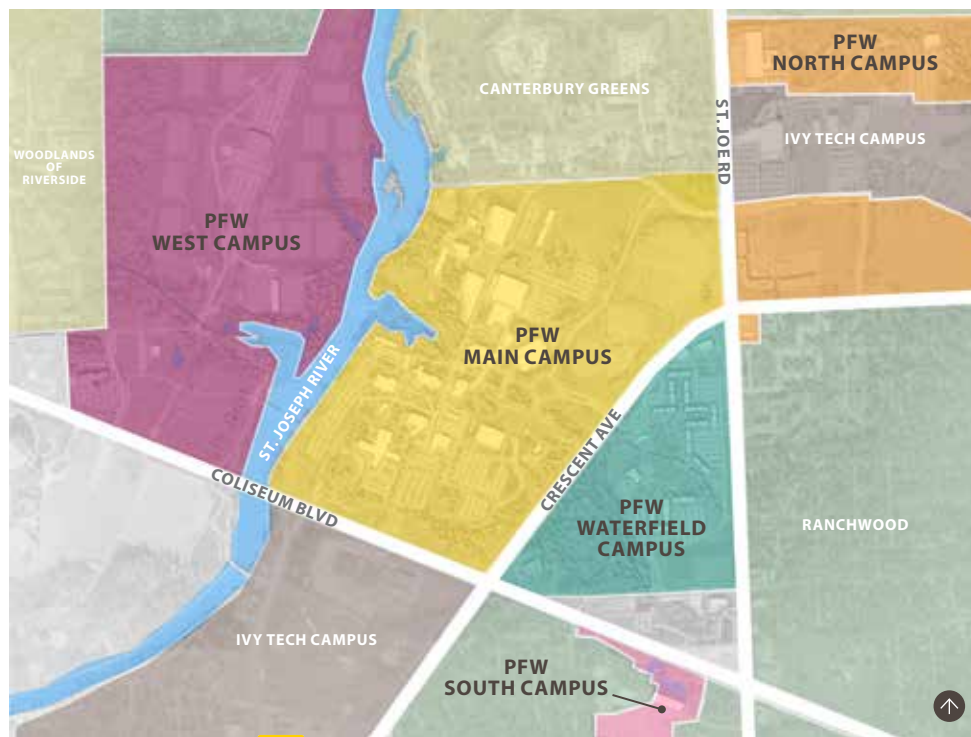 PFW
NORTH CAMPUS
CANTERBURY GREENS
ST. JOE RD
IVY TECH CAMPUS
WOODLANDS
OF
RIVERSIDE
PFW
WEST CAMPUS
PFW
MAIN CAMPUS
ST. JOSEPH RIVER
CRESCENT AVE
COLISEUM BLVD
PFW
WATERFIELD
CAMPUS
RANCHWOOD
IVY TECH CAMPUS
PFW
SOUTH CAMPUS